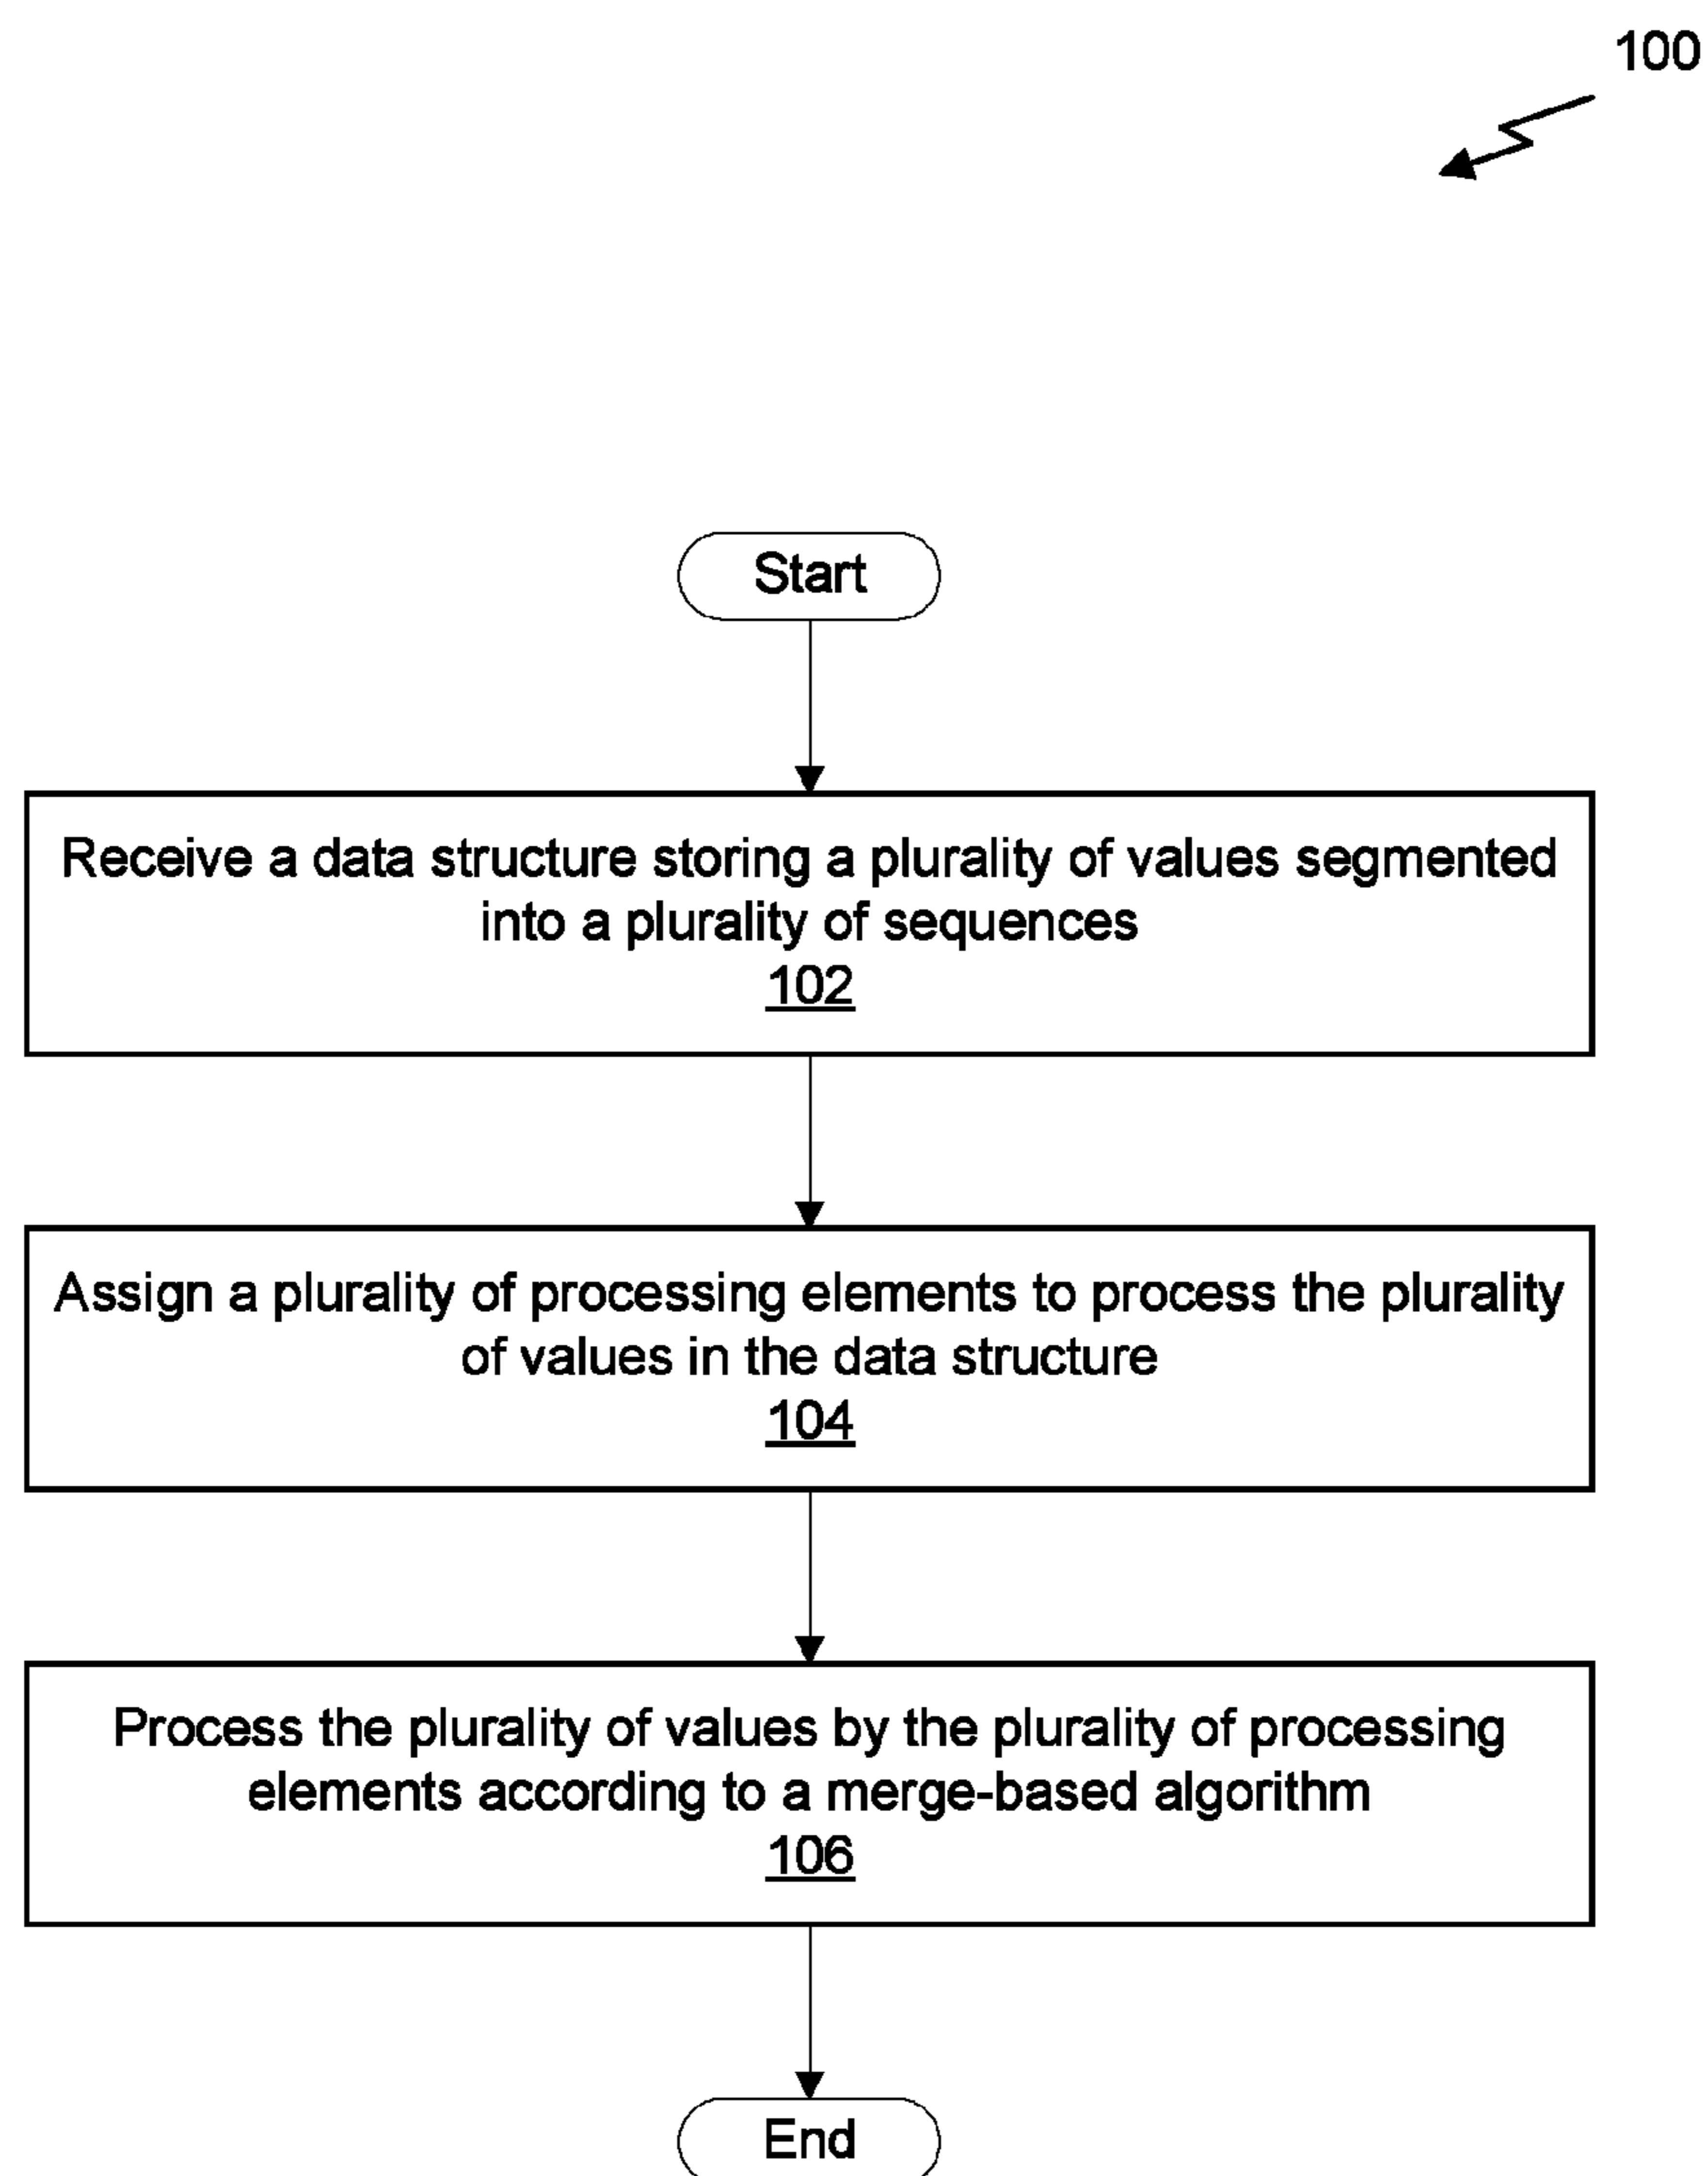 100
Start
Receive a data structure storing a plurality of values segmented
into a plurality of sequences
102
Assign a plurality of processing elements to process the plurality
of values in the data structure
104
Process the plurality of values by the plurality of processing
elements according to a merge-based algorithm
106
End